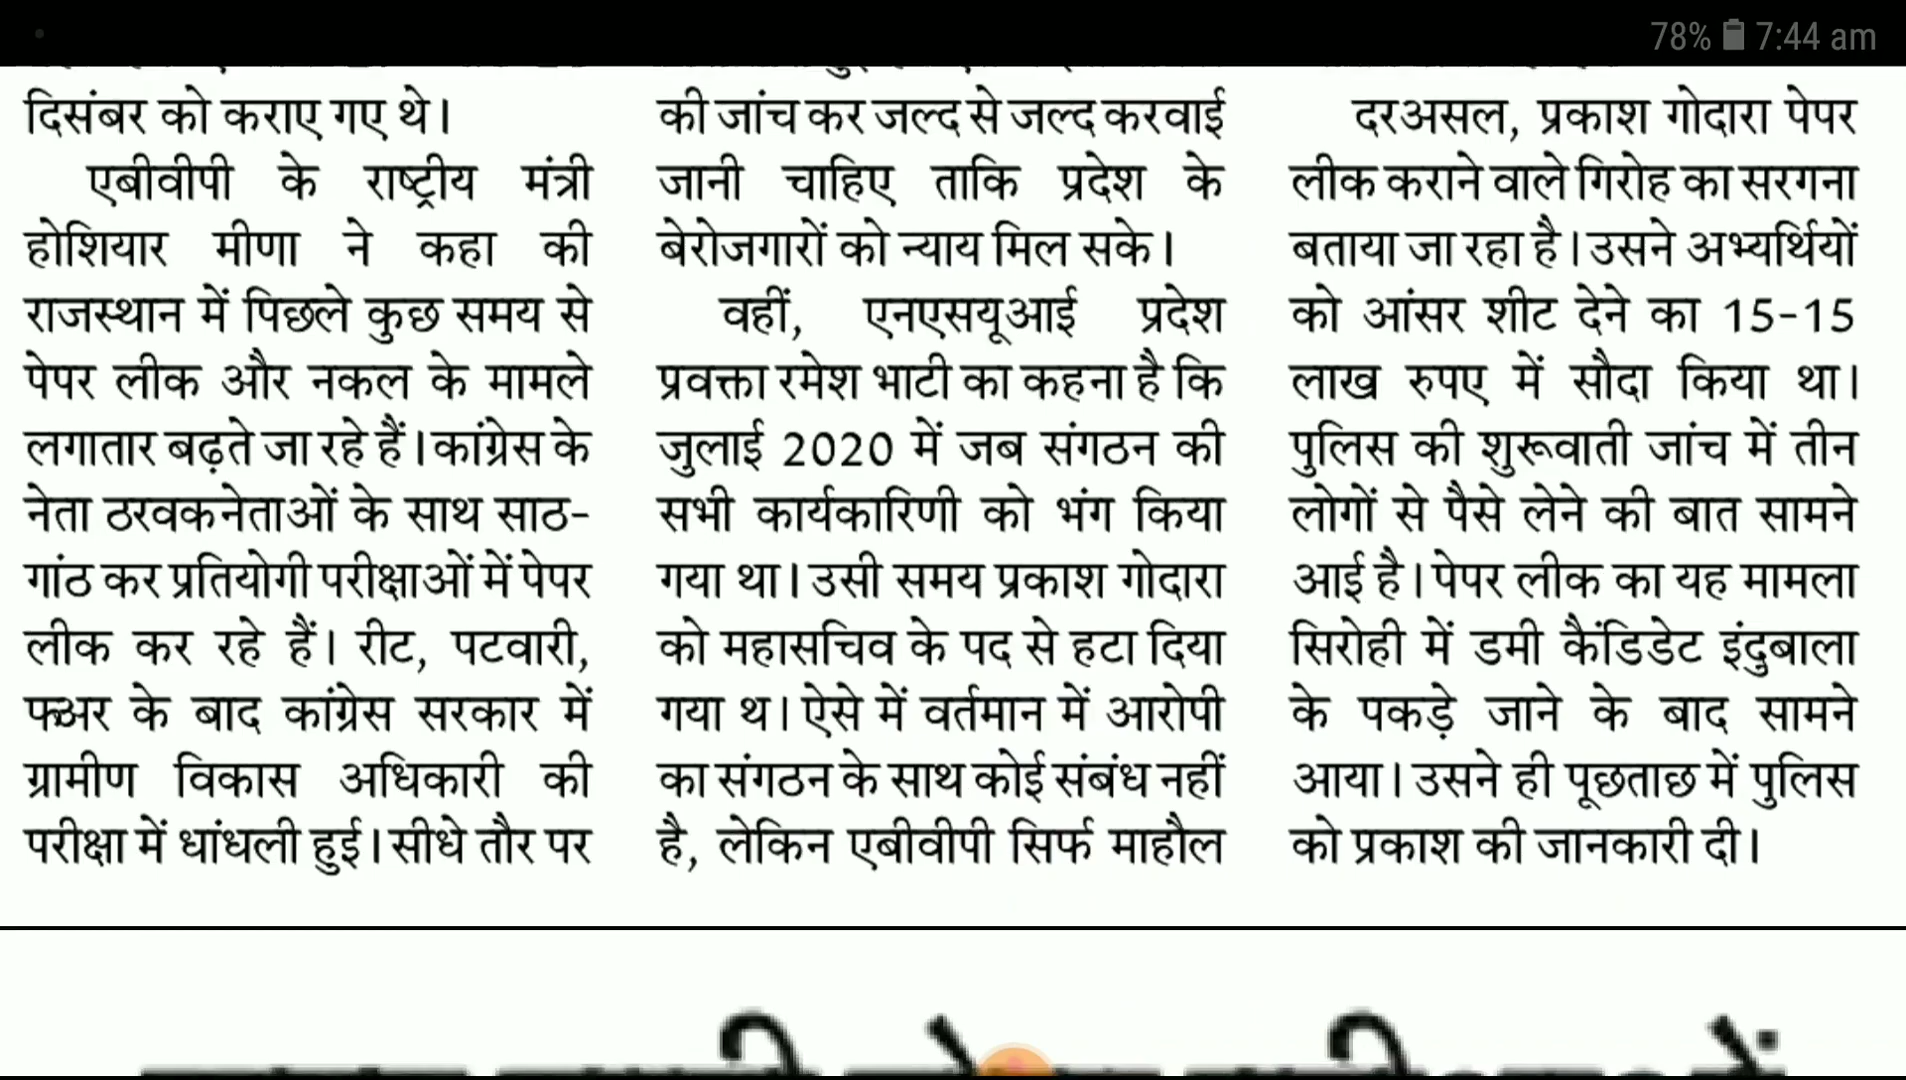 78% 7:44 am
दिसंबर को कराए गए थे।
एबीवीपी के राष्ट्रीय मंत्री
होशियार मीणा ने कहा की
राजस्थान में पिछले कुछ समय से
पेपर लीक और नकल के मामले
लगातार बढ़ते जा रहे हैं। कांग्रेस के
नेता ठरवकनेताओं के साथ साठ-
गांठ कर प्रतियोगी परीक्षाओं में पेपर
लीक कर रहे हैं। रीट, पटवारी,
के बाद कांग्रेस सरकार में
ग्रामीण विकास अधिकारी की
परीक्षा में धांधली हुई। सीधे तौर पर
की जांच कर जल्द से जल्द करवाई
जानी चाहिए ताकि प्रदेश के
बेरोजगारों को न्याय मिल सके।
वहीं, एनएसयूआई प्रदेश
प्रवक्ता रमेश भाटी का कहना है कि
जुलाई 2020 में जब संगठन की
सभी कार्यकारिणी को भंग किया
गया था। उसी समय प्रकाश गोदारा
को महासचिव के पद से हटा दिया
गया थ। ऐसे में वर्तमान में आरोपी
का संगठन के साथ कोई संबंध नहीं
है, लेकिन एबीवीपी सिर्फ माहौल
दरअसल, प्रकाश गोदारा पेपर
लीक कराने वाले गिरोह का सरगना
बताया जा रहा है। उसने अभ्यर्थियों
को आंसर शीट देने का 15-15
लाख रुपए में सौदा किया था।
पुलिस की शुरूवाती जांच में तीन
लोगों से पैसे लेने की बात सामने
आई है। पेपर लीक का यह मामला
सिरोही में डमी कैंडिडेट इंदुबाला
के पकड़े जाने के बाद सामने
आया। उसने ही पूछताछ में पुलिस
को प्रकाश की जानकारी दी।